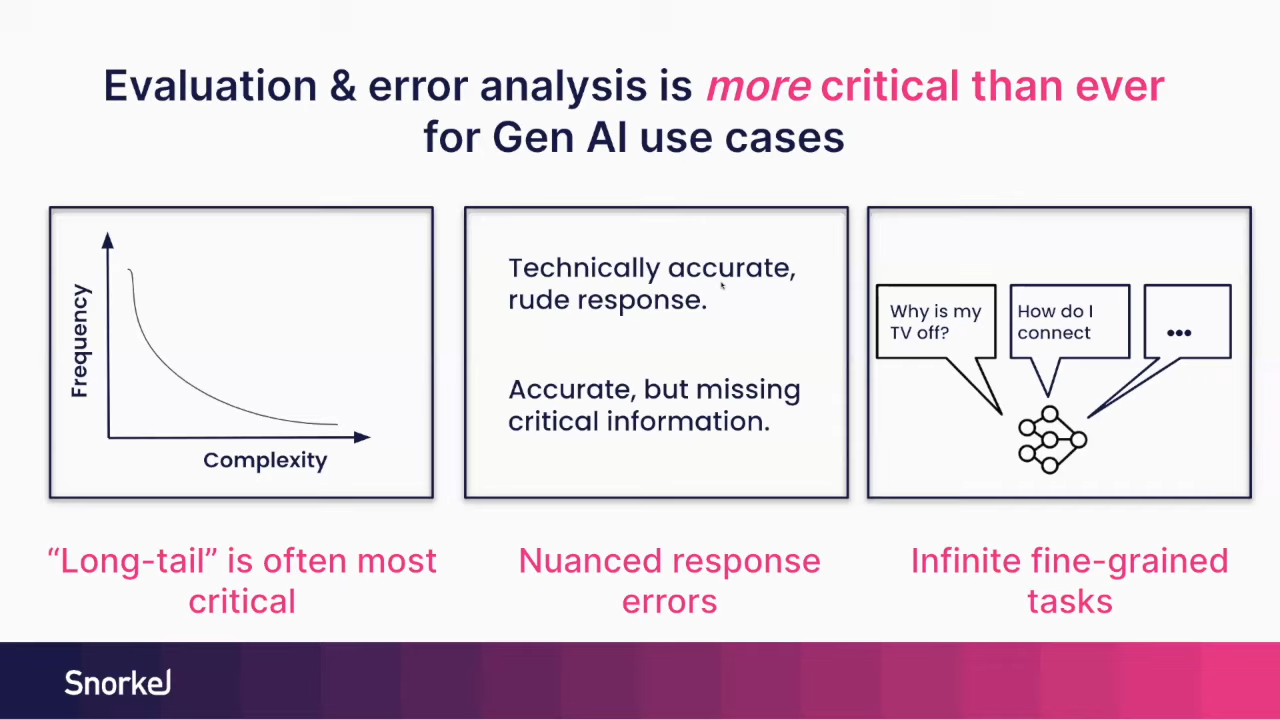 Evaluation & error analysis is more critical than ever
for Gen AI use cases
Frequency
Complexity
Technically accurate,
rude response.
Accurate, but missing
critical information.
Why is my
TV off?
How do I
connect
•••
“Long-tail” is often most
critical
Nuanced response
errors
Infinite fine-grained
tasks
Snorkel